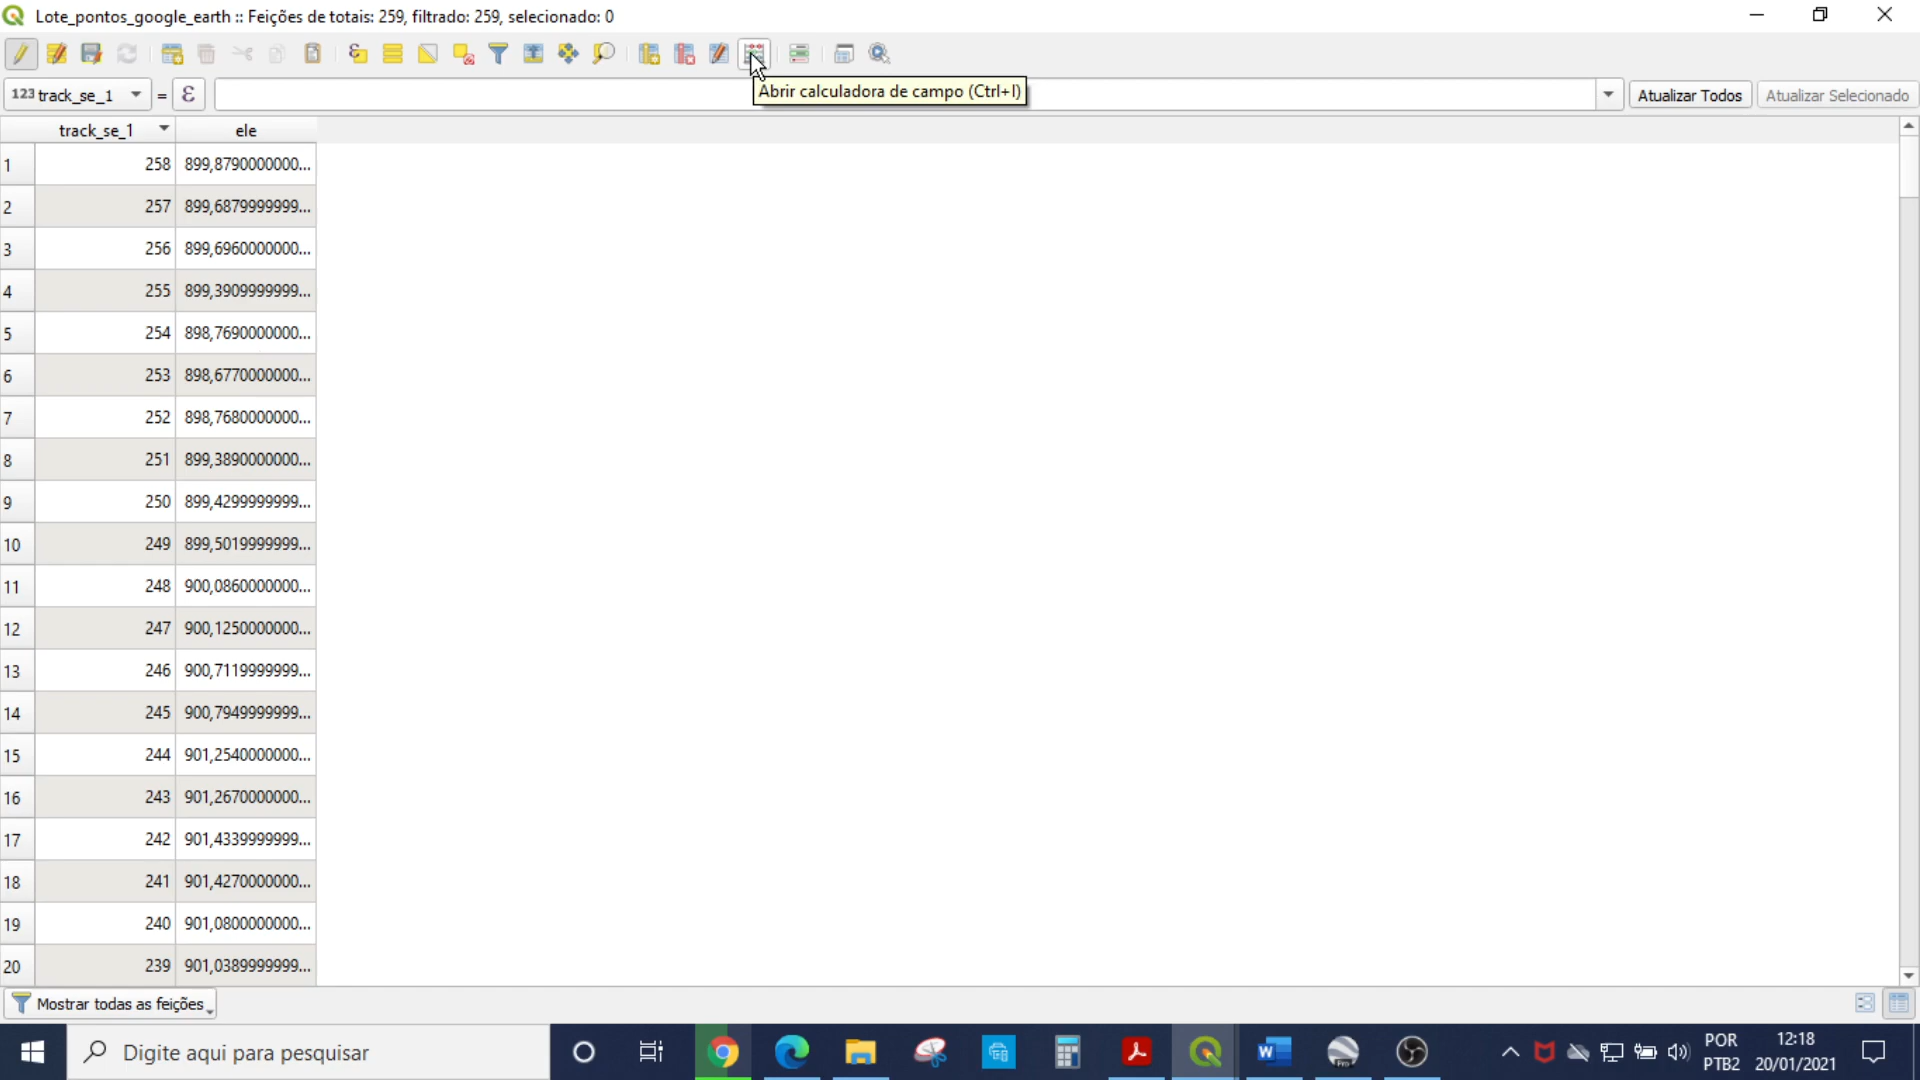 Lote_pontos_google_earth :: Feições de totais: 259, filtrado: 259, selecionado: 0
123 track_se_1 = ε Atualizar Todos Atualizar Selecionado
Abrir calculadora de campo (Ctrl+I)
track_se_1 ele
1 258 899,8790000000...
2 257 899,6879999999...
3 256 899,6960000000...
4 255 899,3909999999...
5 254 898,7690000000...
6 253 898,6770000000...
7 252 898,7680000000...
8 251 899,3890000000...
9 250 899,4299999999...
10 249 899,5019999999...
11 248 900,0860000000...
12 247 900,1250000000...
13 246 900,7119999999...
14 245 900,7949999999...
15 244 901,2540000000...
16 243 901,2670000000...
17 242 901,4339999999...
18 241 901,4270000000...
19 240 901,0800000000...
20 239 901,0389999999...
Mostrar todas as feições
Digite aqui para pesquisar
POR 12:18
PTB2 20/01/2021